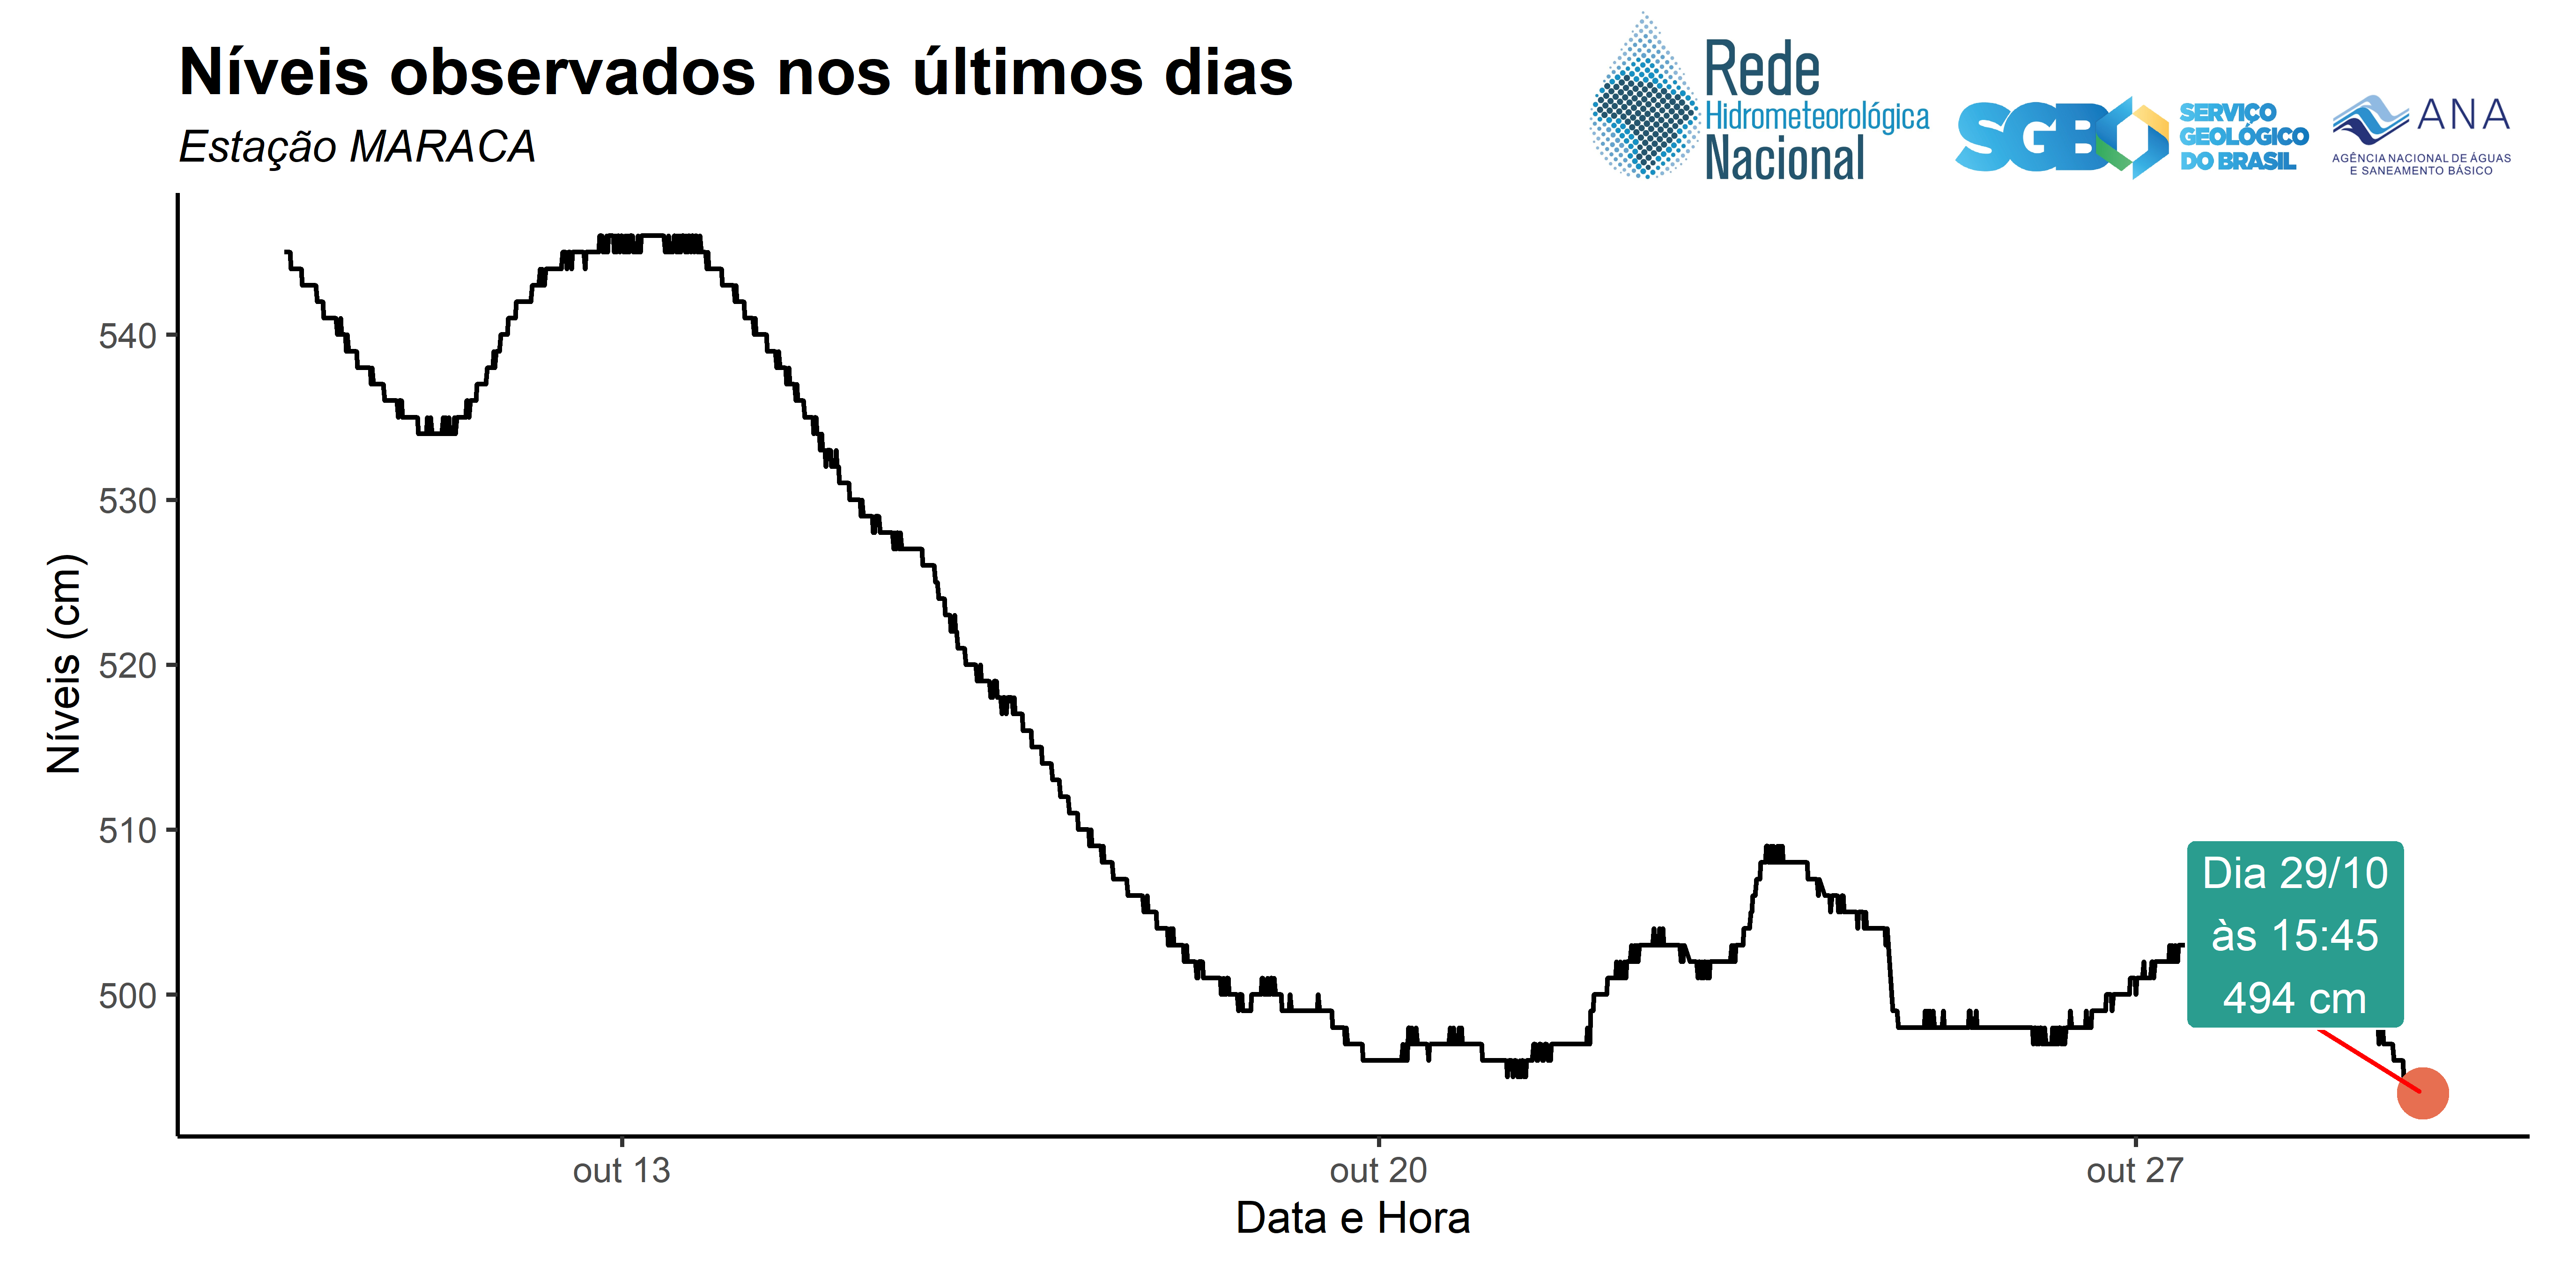 Níveis observados nos últimos dias
Estação MARACA
Rede
Hidrometeorológica
Nacional
SGB
SERVIÇO
GEOLÓGICO
DO BRASIL
ANA
AGÊNCIA NACIONAL DE ÁGUAS
E SANEAMENTO BÁSICO
Níveis (cm)
540
530
520
510
500
Dia 29/10
às 15:45
494 cm
out 13
out 20
out 27
Data e Hora